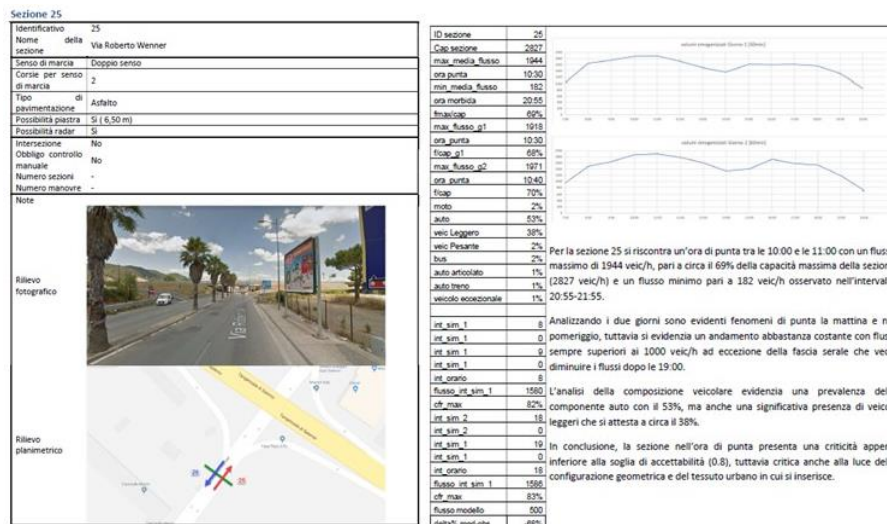 Sezione 25
Identificativo 25
Nome della sezione Via Roberto Wenner
Senso di marcia Doppio senso
Corsie per senso di marcia 2
Tipo di pavimentazione Asfalto
Possibilità piastra Sì ( 6,50 m)
Possibilità radar Sì
Intersezione No
Obbligo controllo manuale No
Numero sezioni -
Numero manovre -
Note
Rilievo fotografico
Rilievo planimetrico
25
25
ID sezione 25
Cap sezione 2827
max_media_flusso 1944
ora punta 10:30
min_media_flusso 182
ora morbida 20:55
fmax/cap 69%
max_flusso_g1 1918
ora_punta 10:30
f/cap_g1 68%
max_flusso_g2 1971
ora_punta 10:40
f/cap 70%
moto 2%
auto 53%
veic Leggero 38%
veic Pesante 2%
bus 2%
auto articolato 1%
auto treno 1%
veicolo eccezionale 1%
int_sim_1 8
int_sim_1 0
int_sim_1 9
int_sim_1 0
int_orario 8
flusso_int_sim_1 1580
cfr_max 82%
int_sim_2 18
int_sim_2 0
int_sim_1 19
int_sim_1 0
int_orario 18
flusso_int_sim_1 1586
cfr_max 83%
flusso modello 500
Per la sezione 25 si riscontra un'ora di punta tra le 10:00 e le 11:00 con un fluss
massimo di 1944 veic/h, pari a circa il 69% della capacità massima della sezion
(2827 veic/h) e un flusso minimo pari a 182 veic/h osservato nell'interval
20:55-21:55.
Analizzando i due giorni sono evidenti fenomeni di punta la mattina e n
pomeriggio, tuttavia si evidenzia un andamento abbastanza costante con fluss
sempre superiori ai 1000 veic/h ad eccezione della fascia serale che ved
diminuire i flussi dopo le 19:00.
L'analisi della composizione veicolare evidenzia una prevalenza del
componente auto con il 53%, ma anche una significativa presenza di veico
leggeri che si attesta a circa il 38%.
In conclusione, la sezione nell'ora di punta presenta una criticità appen
inferiore alla soglia di accettabilità (0.8), tuttavia critica anche alla luce del
configurazione geometrica e del tessuto urbano in cui si inserisce.